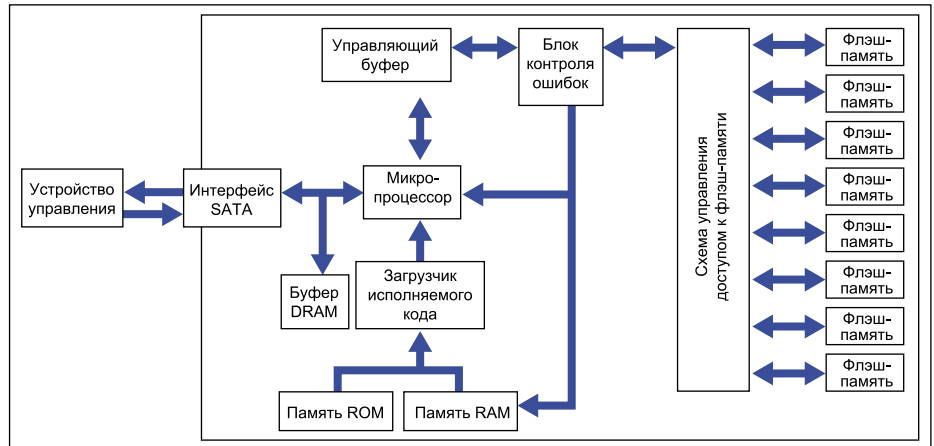 Управляющий
буфер
Блок
контроля
ошибок
Флэш-
память
Флэш-
память
Флэш-
память
Флэш-
память
Флэш-
память
Флэш-
память
Флэш-
память
Флэш-
память
Схема управления
доступом к флэш-памяти
Устройство
управления
Интерфейс
SATA
Микро-
процессор
Буфер
DRAM
Загрузчик
исполняемого
кода
Память ROM
Память RAM